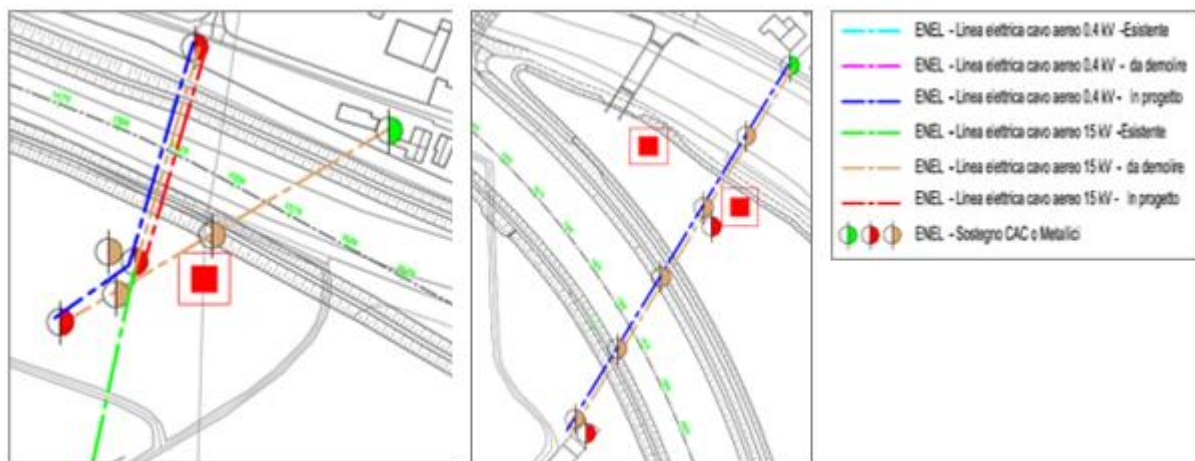 ENEL - Linea elettrica cavo aereo 0.4 kV -Esistente
ENEL - Linea elettrica cavo aereo 0.4 kV - da demolire
ENEL - Linea elettrica cavo aereo 0.4 kV - In progetto
ENEL - Linea elettrica cavo aereo 15 kV -Esistente
ENEL - Linea elettrica cavo aereo 15 kV - da demolire
ENEL - Linea elettrica cavo aereo 15 kV - In progetto
ENEL - Sostegno CAC o Metallici